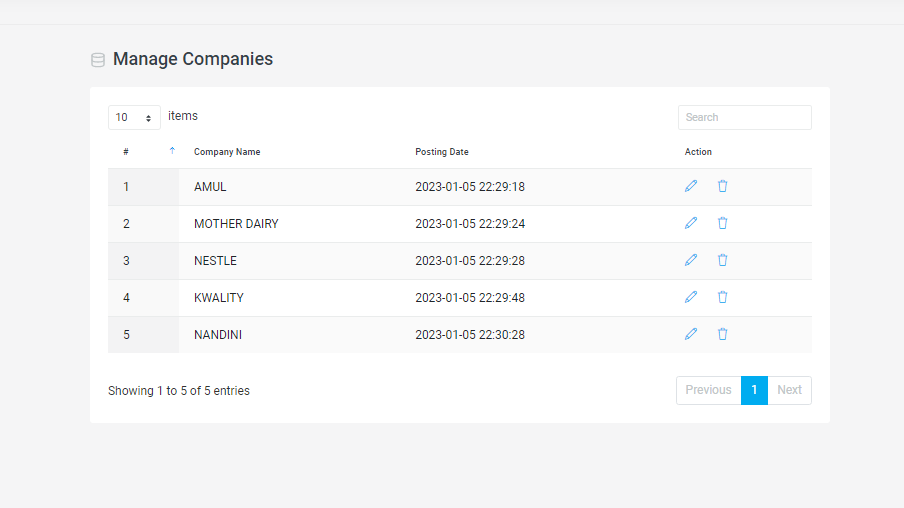 Manage Companies
10 items Search
# Company Name Posting Date Action
1 AMUL 2023-01-05 22:29:18
2 MOTHER DAIRY 2023-01-05 22:29:24
3 NESTLE 2023-01-05 22:29:28
4 KWALITY 2023-01-05 22:29:48
5 NANDINI 2023-01-05 22:30:28
Showing 1 to 5 of 5 entries Previous 1 Next